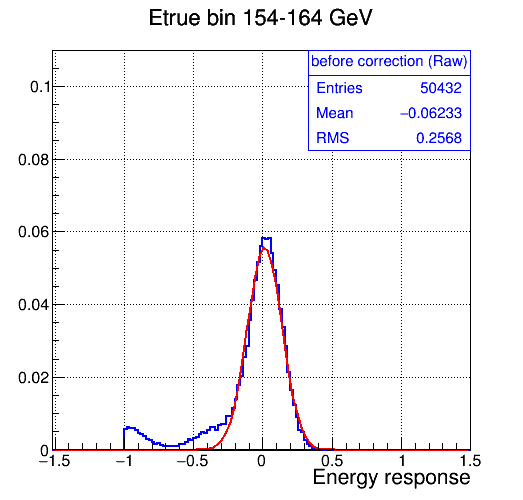 Etrue bin 154-164 GeV
before correction (Raw)
Entries 50432
Mean −0.06233
RMS 0.2568
0.1
0.08
0.06
0.04
0.02
0
−1.5 −1 −0.5 0 0.5 1 1.5
Energy response